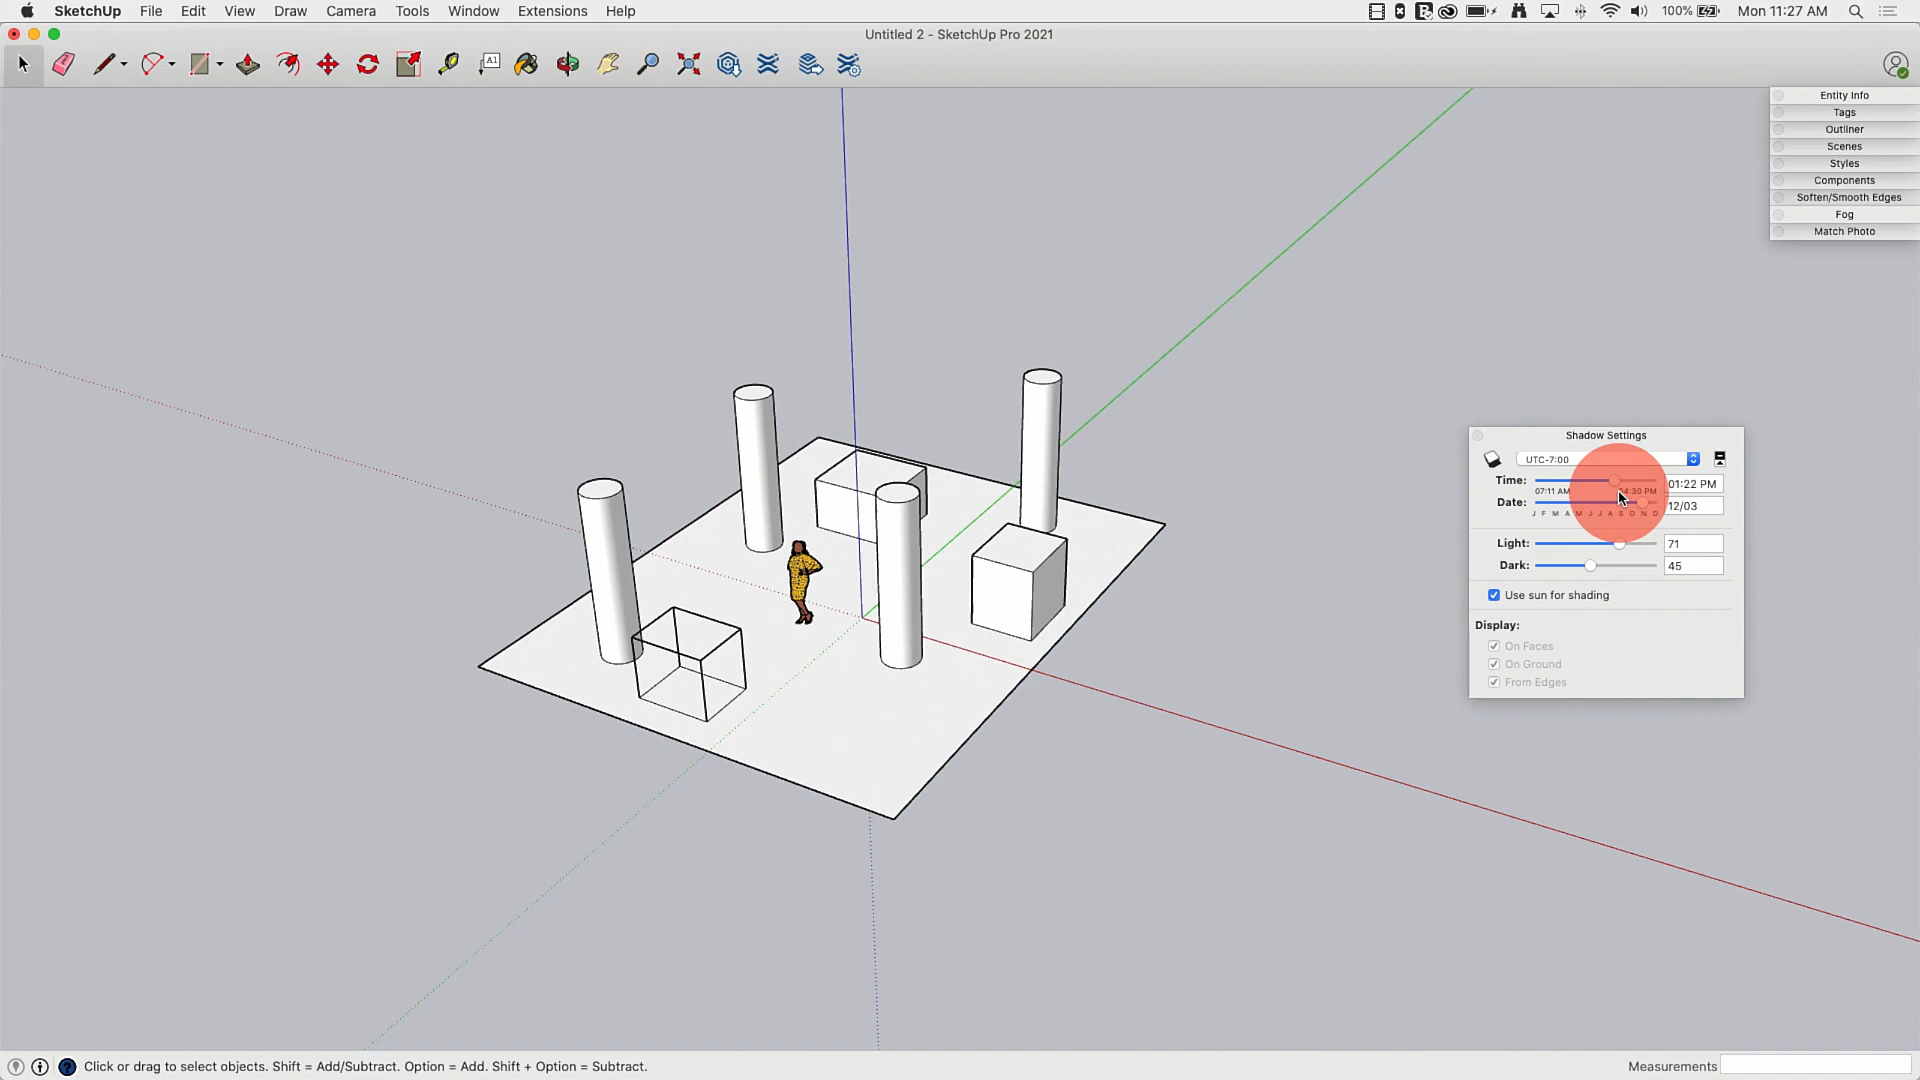 SketchUp File Edit View Draw Camera Tools Window Extensions Help 100% Mon 11:27 AM
Untitled 2 - SketchUp Pro 2021
A1
Entity Info
Tags
Outliner
Scenes
Styles
Components
Soften/Smooth Edges
Fog
Match Photo
Shadow Settings
UTC-7:00
Time: 01:22 PM
07:11 AM 04:30 PM
Date: 12/03
J F M A M J J A S O N D
Light: 71
Dark: 45
Use sun for shading
Display:
On Faces
On Ground
From Edges
Click or drag to select objects. Shift = Add/Subtract. Option = Add. Shift + Option = Subtract. Measurements